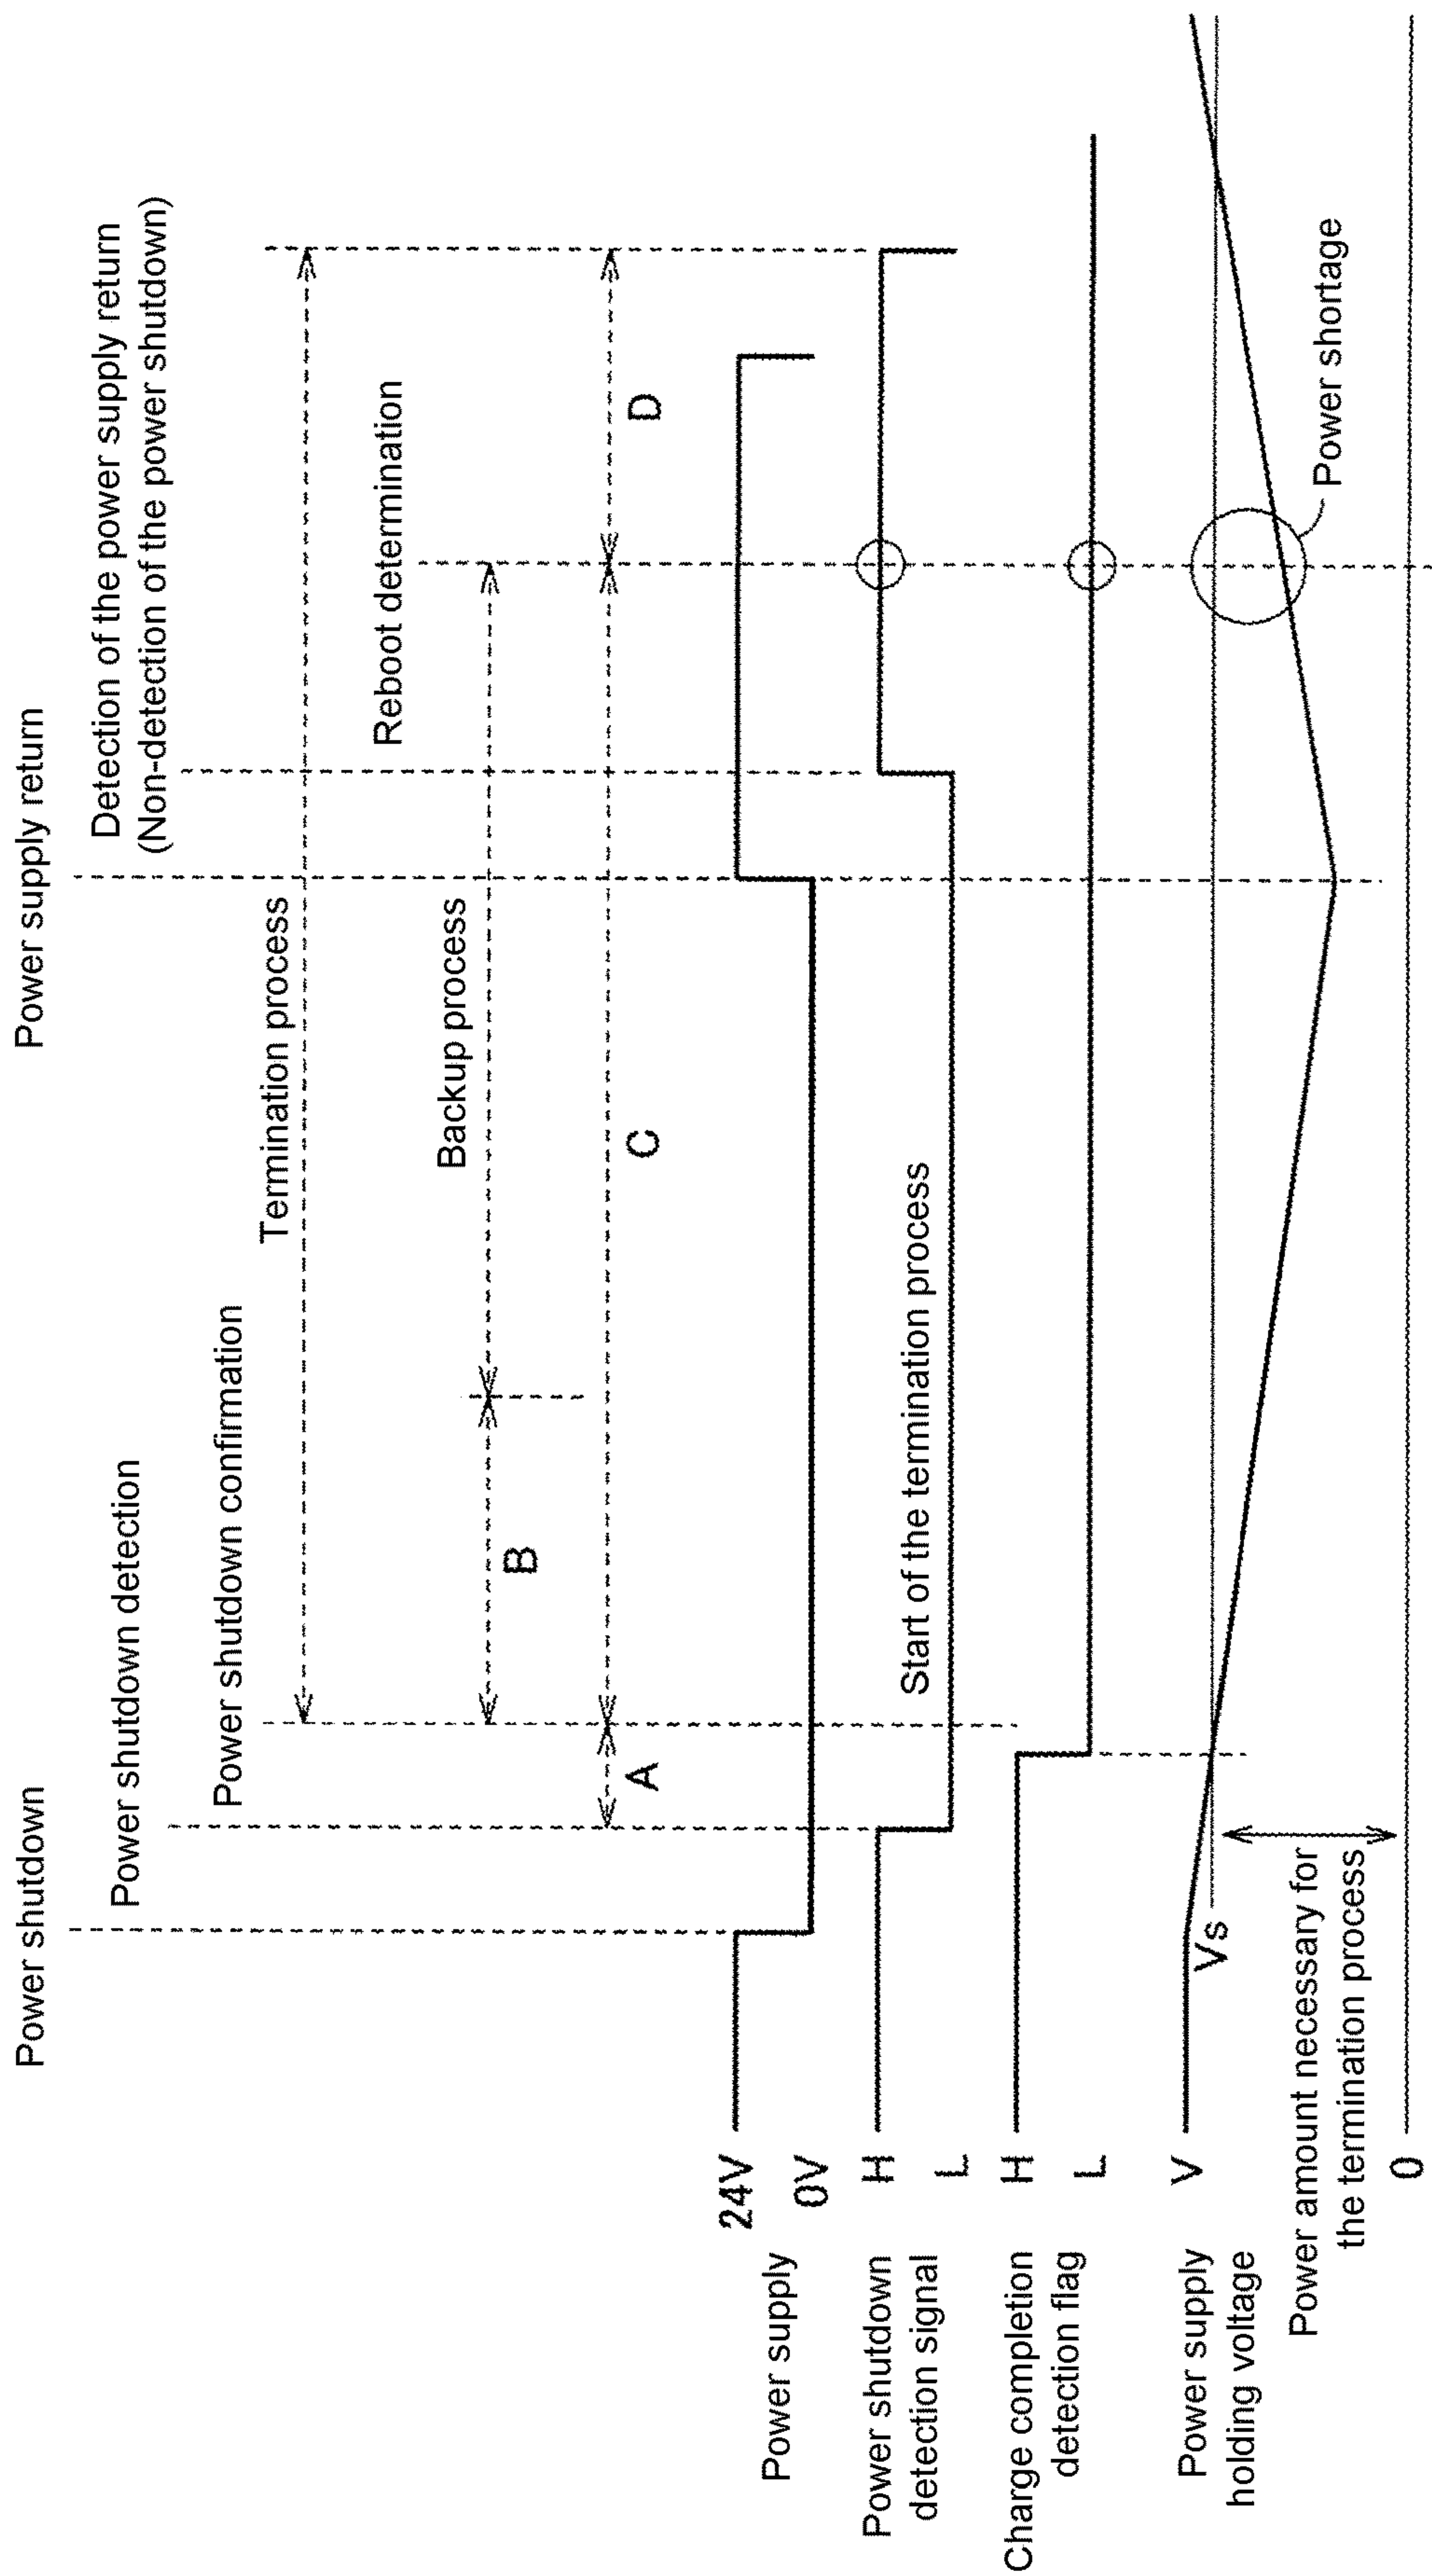 Power shutdown
Power supply return
Power shutdown detection
Detection of the power supply return
(Non-detection of the power shutdown)
Power shutdown confirmation
Termination process
Reboot determination
Backup process
B
A
C
D
24V
0V
Power supply
H
L
Power shutdown
detection signal
Start of the termination process
H
L
Charge completion
detection flag
V
Vs
Power supply
holding voltage
Power amount necessary for
the termination process
Power shortage
0